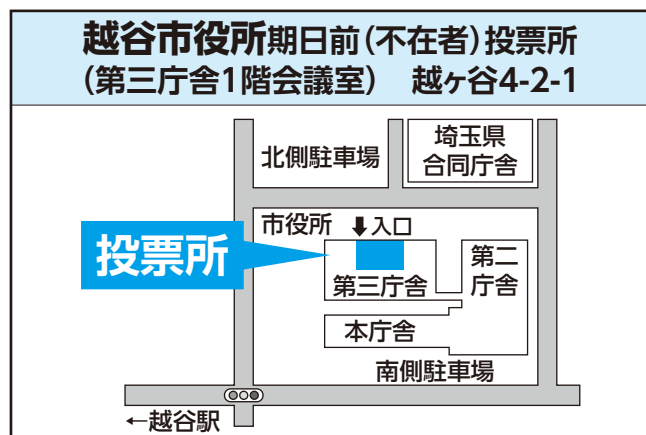 越谷市役所期日前(不在者)投票所
(第三庁舎1階会議室) 越ヶ谷4-2-1
北側駐車場
埼玉県
合同庁舎
市役所
⬇入口
投票所
第三庁舎
第二
庁舎
本庁舎
南側駐車場
←越谷駅